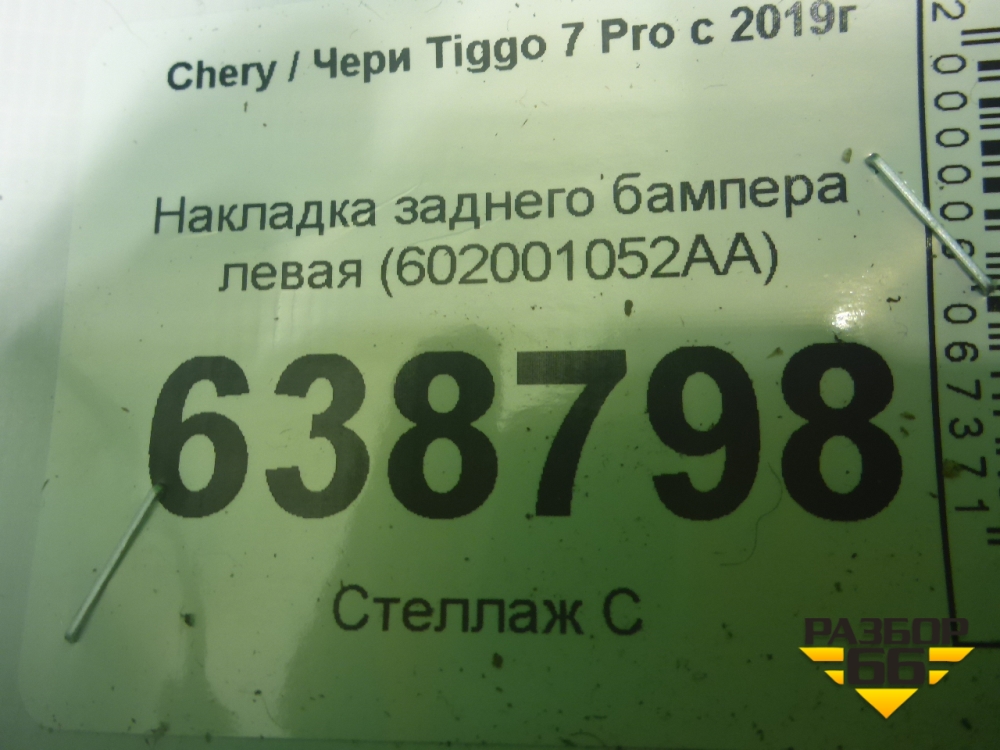 Chery / Чери Tiggo 7 Pro с 2019г
Накладка заднего бампера
левая (602001052AA)
638798
Стеллаж С
РАЗБОР
66